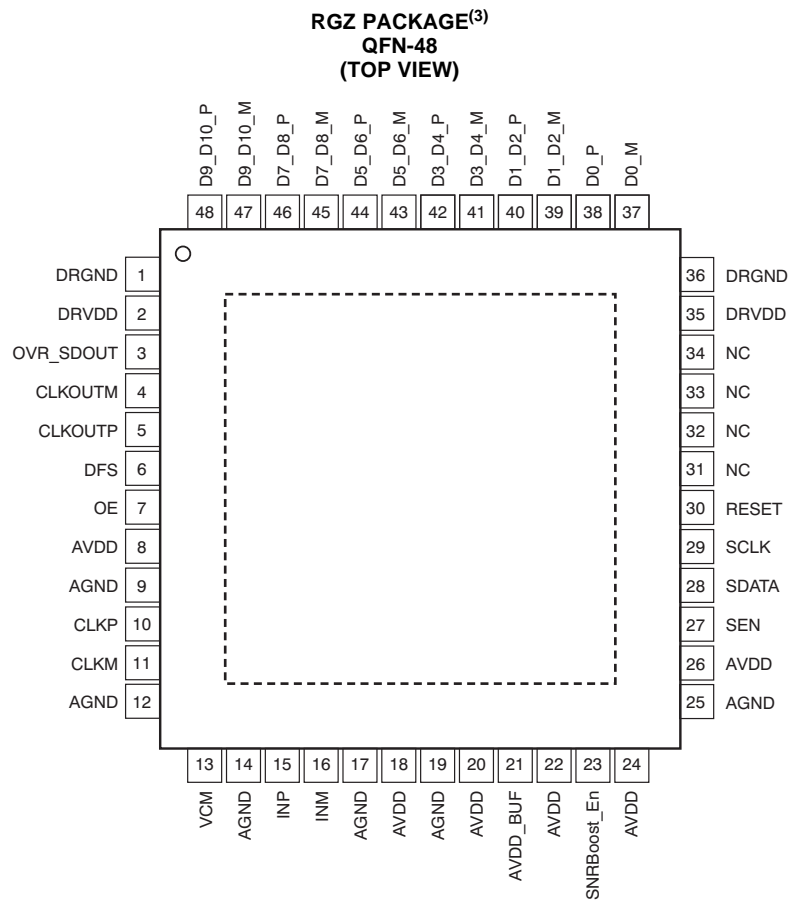 RGZ PACKAGE(3)
QFN-48
(TOP VIEW)
D9_D10_P
D9_D10_M
D7_D8_P
D7_D8_M
D5_D6_P
D5_D6_M
D3_D4_P
D3_D4_M
D1_D2_P
D1_D2_M
D0_P
D0_M
48 47 46 45 44 43 42 41 40 39 38 37
DRGND 1
DRVDD 2
OVR_SDOUT 3
CLKOUTM 4
CLKOUTP 5
DFS 6
OE 7
AVDD 8
AGND 9
CLKP 10
CLKM 11
AGND 12
36 DRGND
35 DRVDD
34 NC
33 NC
32 NC
31 NC
30 RESET
29 SCLK
28 SDATA
27 SEN
26 AVDD
25 AGND
13 14 15 16 17 18 19 20 21 22 23 24
VCM
AGND
INP
INM
AGND
AVDD
AGND
AVDD
AVDD_BUF
AVDD
SNRBoost_En
AVDD